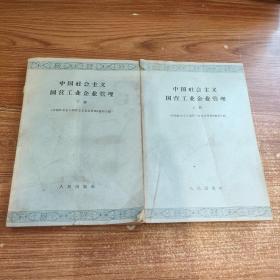 中国社会主义
国营工业企业管理
下册
人民出版社
中国社会主义
国营工业企业管理
上册
人民出版社